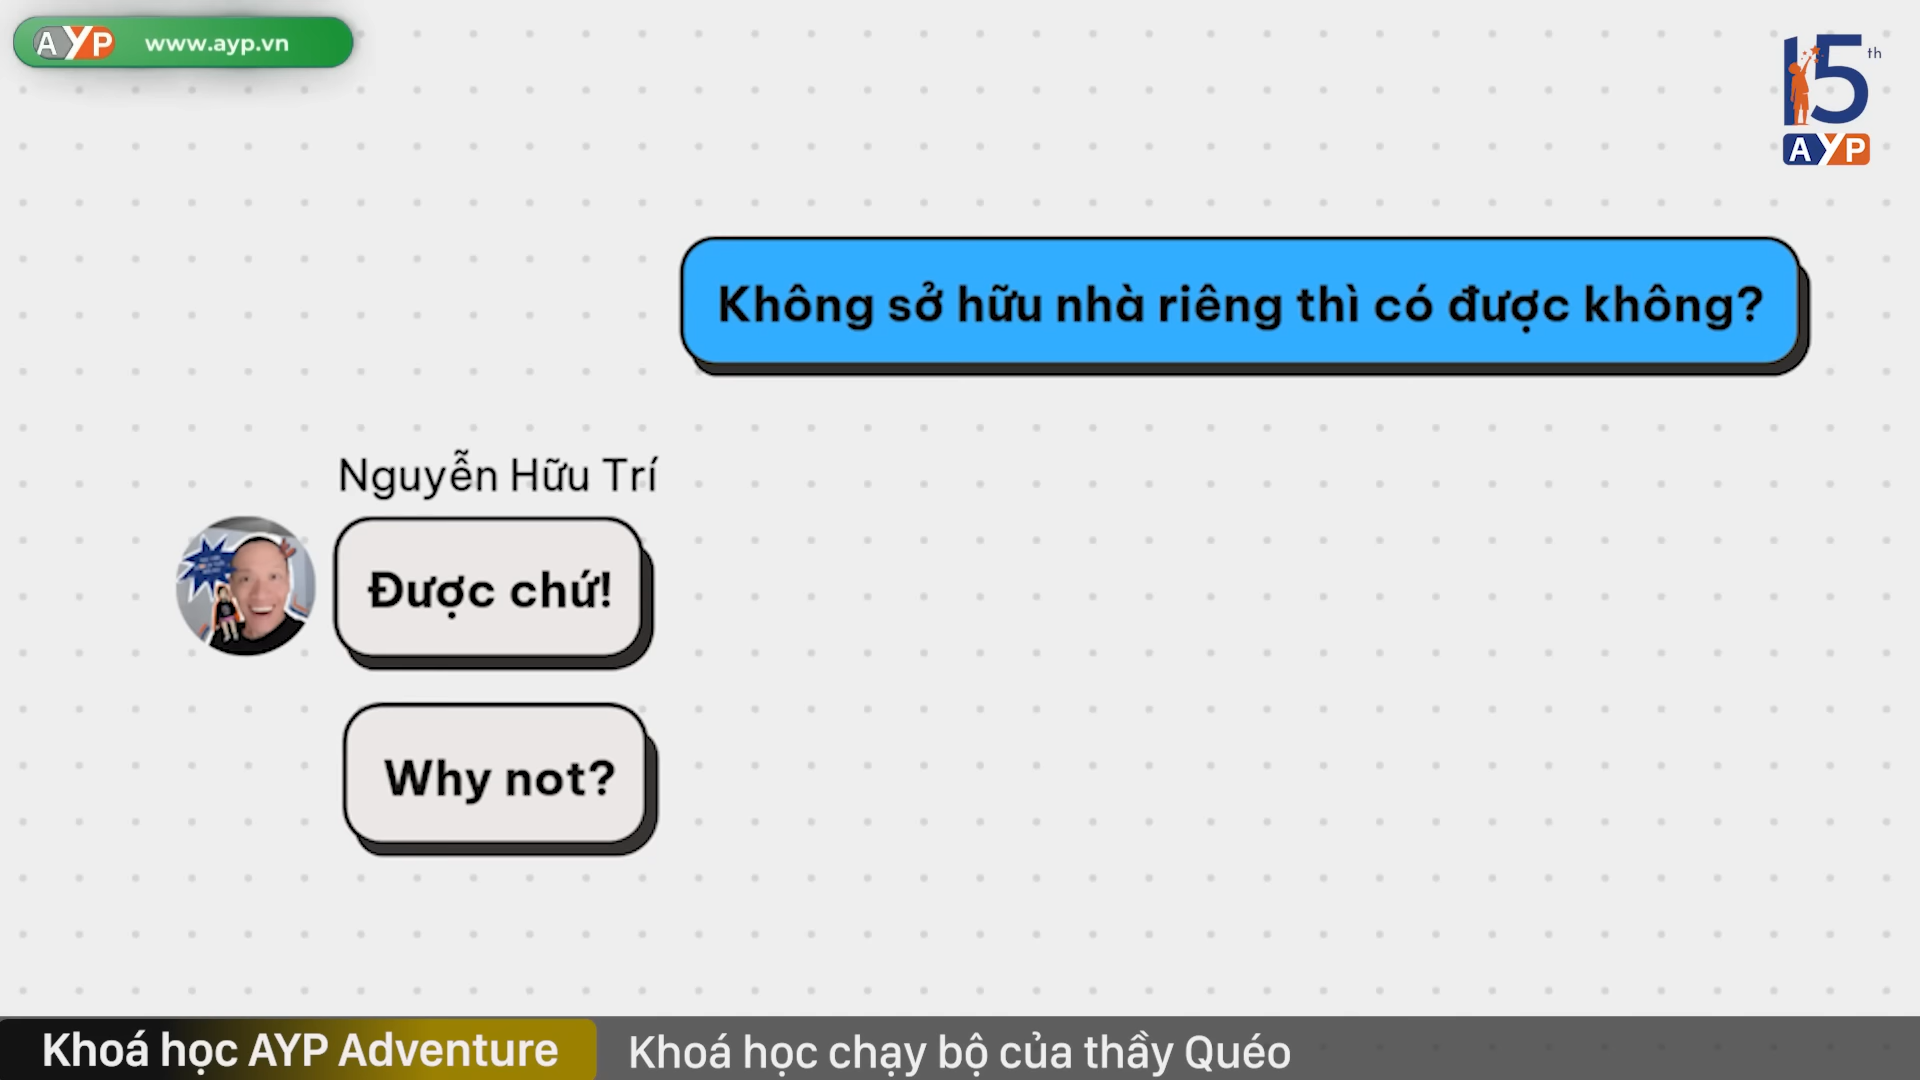 AYP www.ayp.vn
15th
AYP
Không sở hữu nhà riêng thì có được không?
Nguyễn Hữu Trí
Được chứ!
Why not?
Khoá học AYP Adventure Khoá học chạy bộ của thầy Quéo